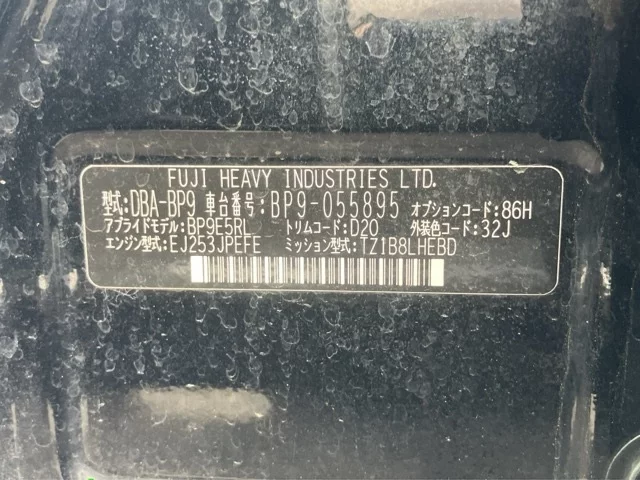 FUJI HEAVY INDUSTRIES LTD.
型式:DBA-BP9 車台番号:BP9-055895 オプションコード:86H
アプライドモデル:BP9E5RL トリムコード:D20 外装色コード:32J
エンジン型式:EJ253JPEFE ミッション型式:TZ1B8LHEBD